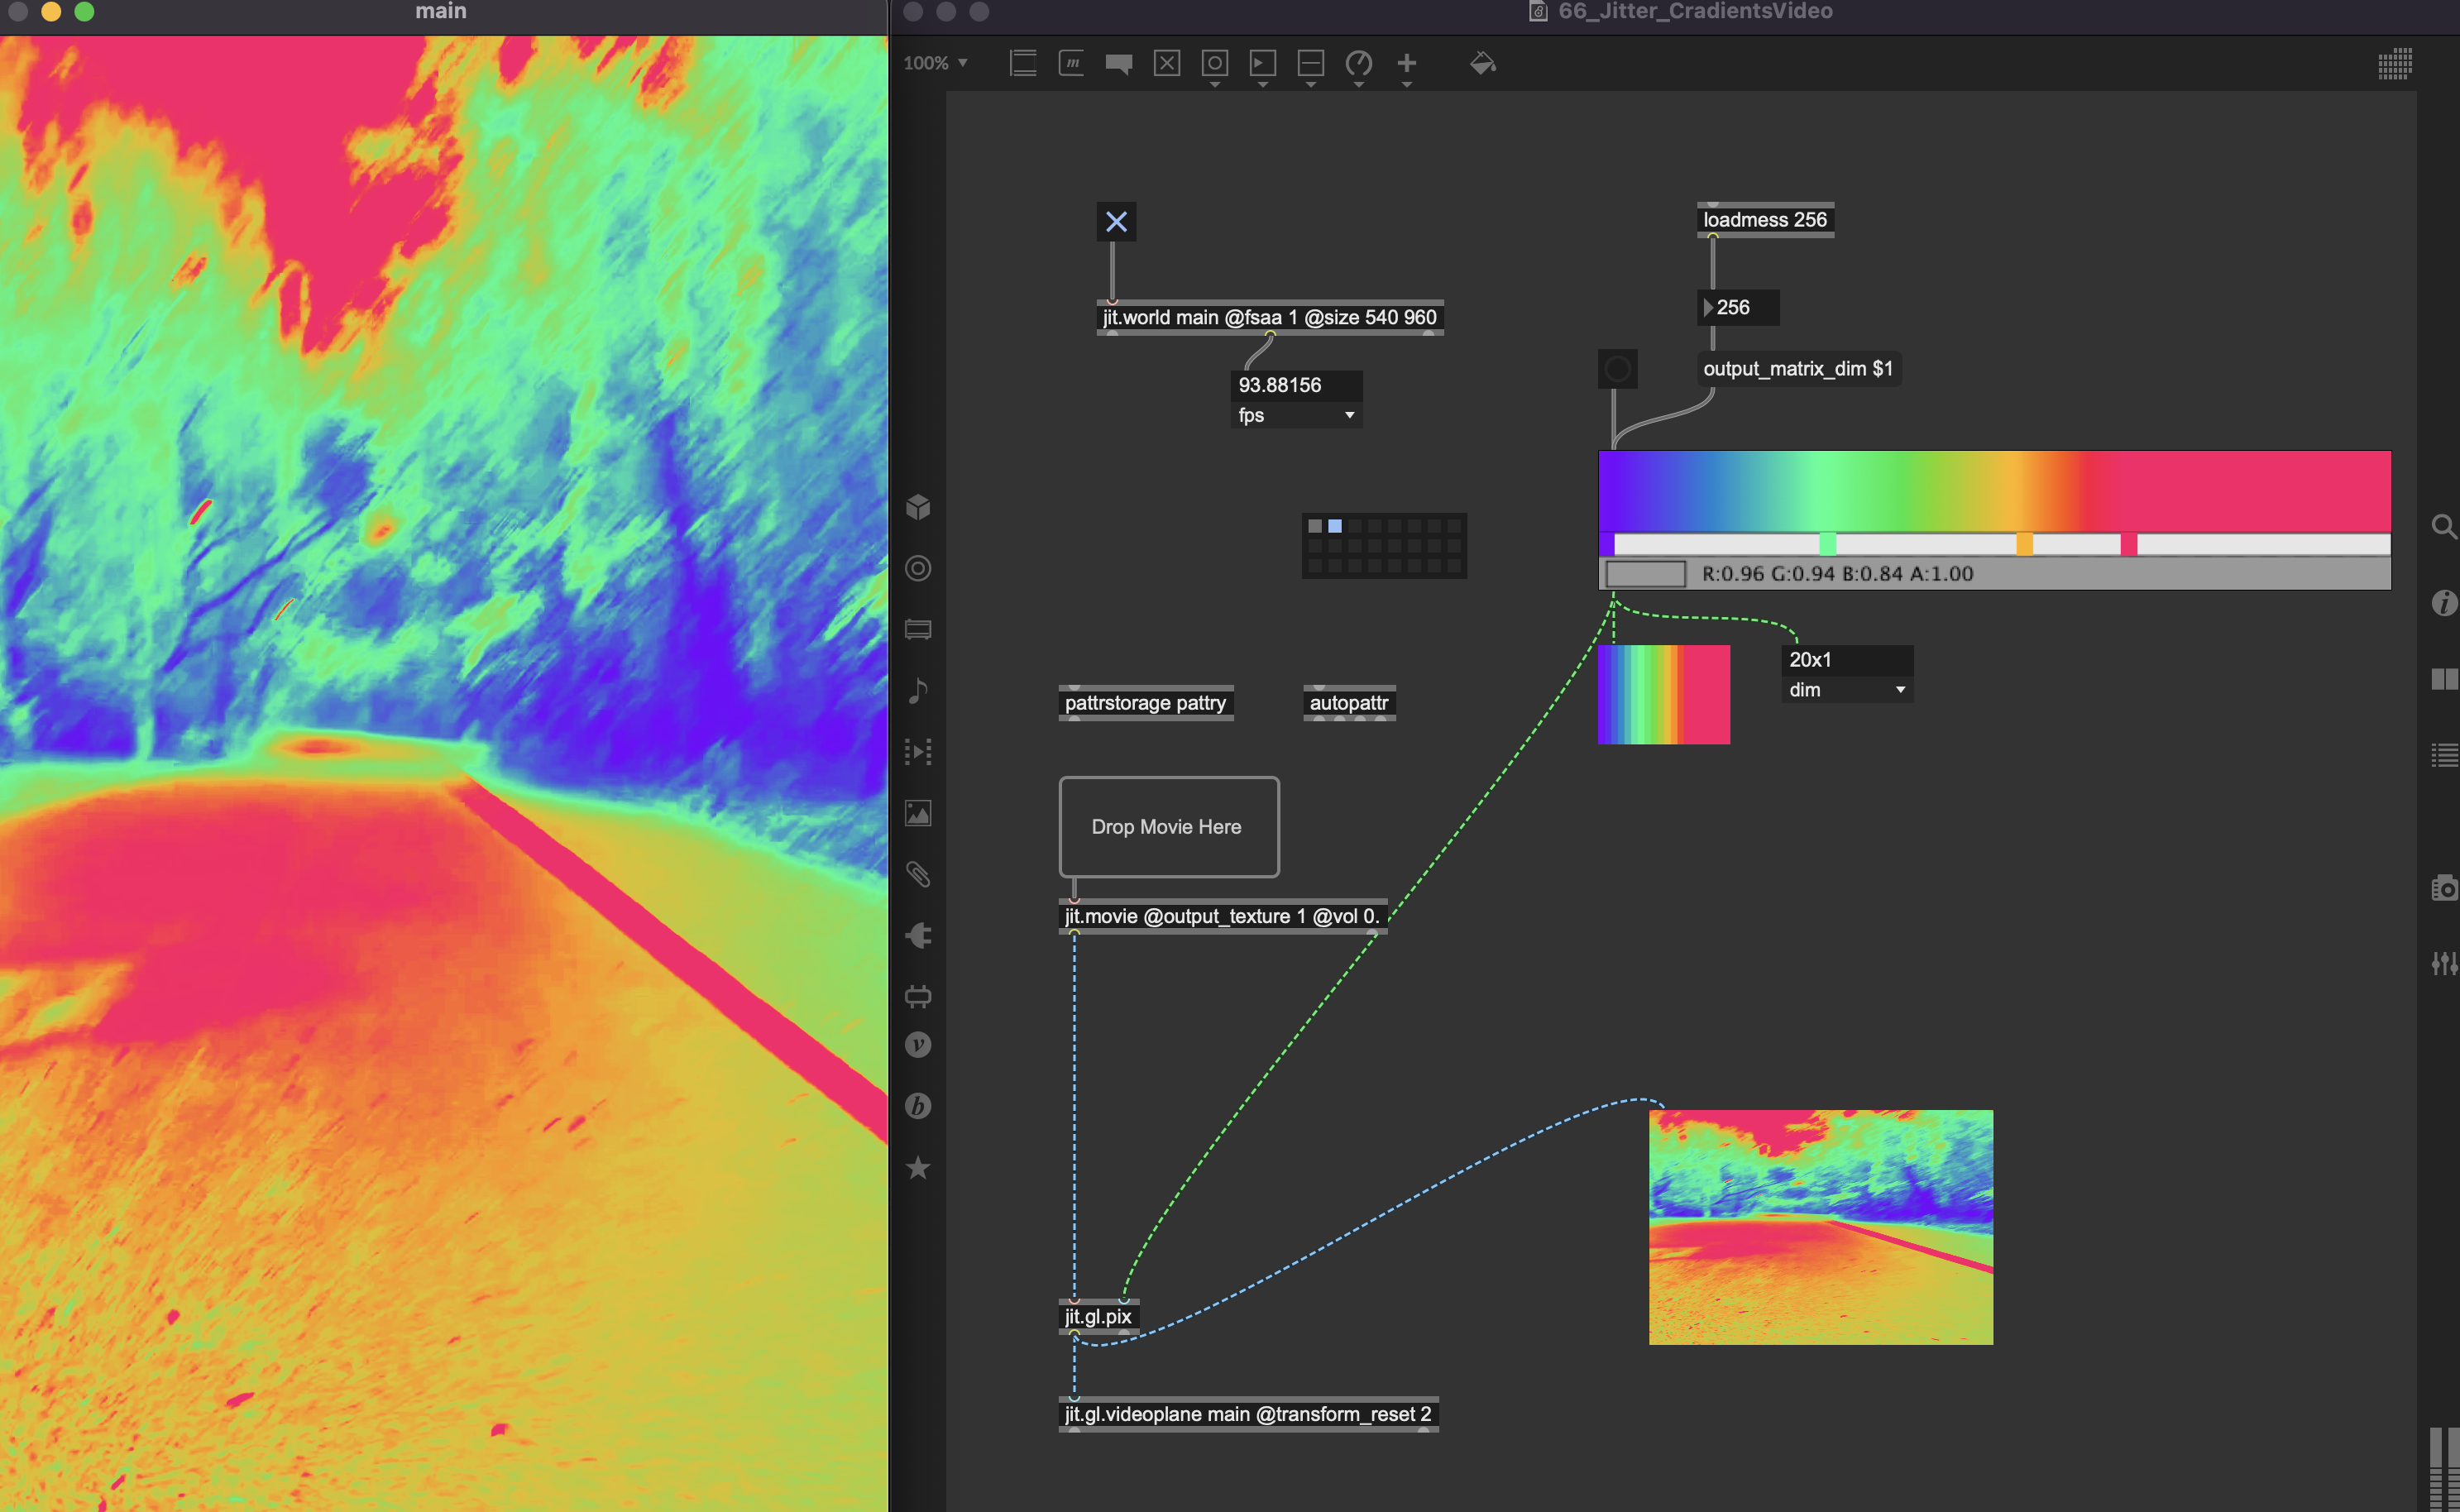 main
66_Jitter_CradientsVideo
100%
m
loadmess 256
256
jit.world main @fsaa 1 @size 540 960
output_matrix_dim $1
93.88156
fps
R:0.96 G:0.94 B:0.84 A:1.00
20x1
dim
pattrstorage pattry
autopattr
Drop Movie Here
jit.movie @output_texture 1 @vol 0.
v
b
i
jit.gl.pix
jit.gl.videoplane main @transform_reset 2